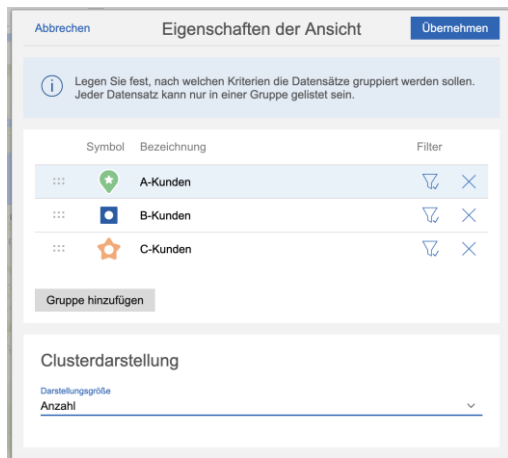 Abbrechen Eigenschaften der Ansicht Übernehmen
Legen Sie fest, nach welchen Kriterien die Datensätze gruppiert werden sollen.
Jeder Datensatz kann nur in einer Gruppe gelistet sein.
Symbol Bezeichnung Filter
A-Kunden
B-Kunden
C-Kunden
Gruppe hinzufügen
Clusterdarstellung
Darstellungsgröße
Anzahl